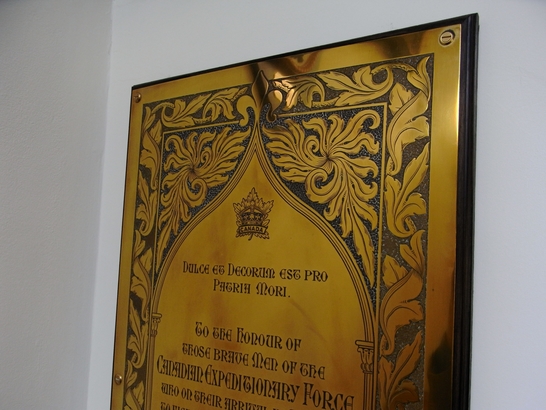 CANADA
Dulce et Decorum est pro
Patria Mori.
To the Honour of
those brave Men of the
Canadian Expeditionary Force
who on their arrival